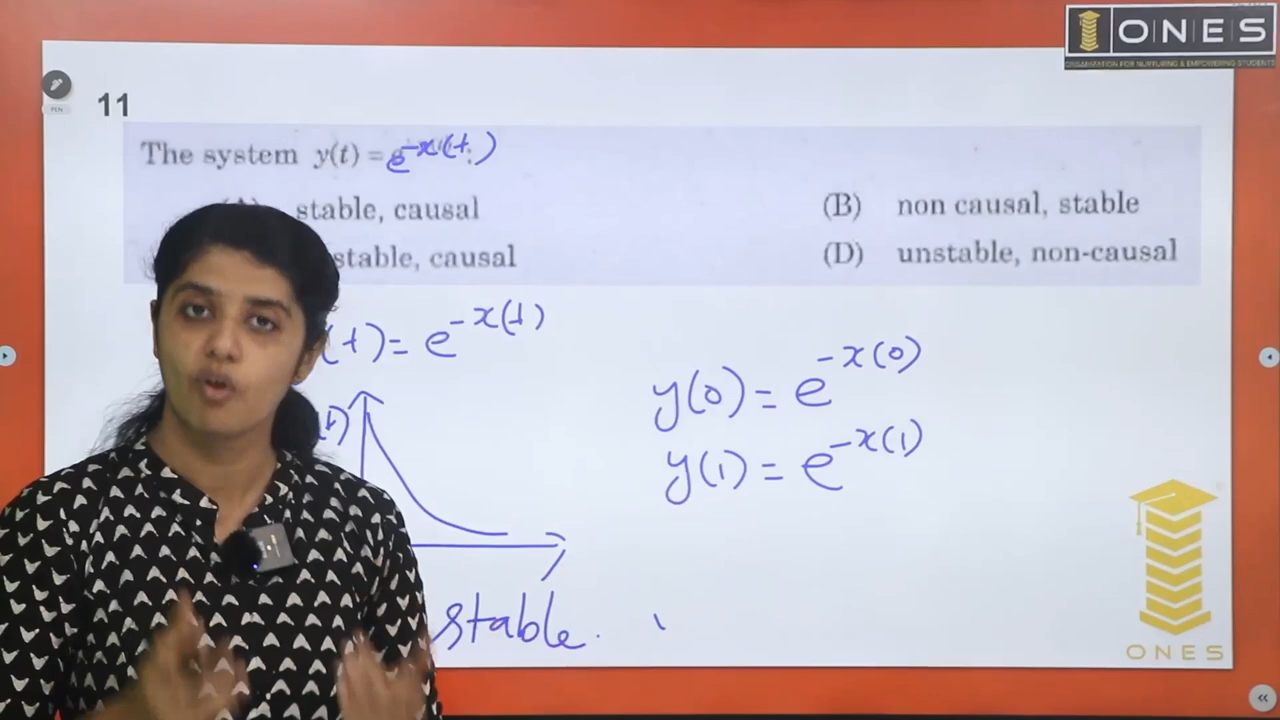 O|N|E|S
ORGANIZATION FOR NURTURING & EMPOWERING STUDENTS
PEN
11
The system y(t) = e^-x(t)
stable, causal
(B) non causal, stable
stable, causal
(D) unstable, non-causal
(t) = e^-x(t)
y(0) = e^-x(0)
y(1) = e^-x(1)
stable.
ONES